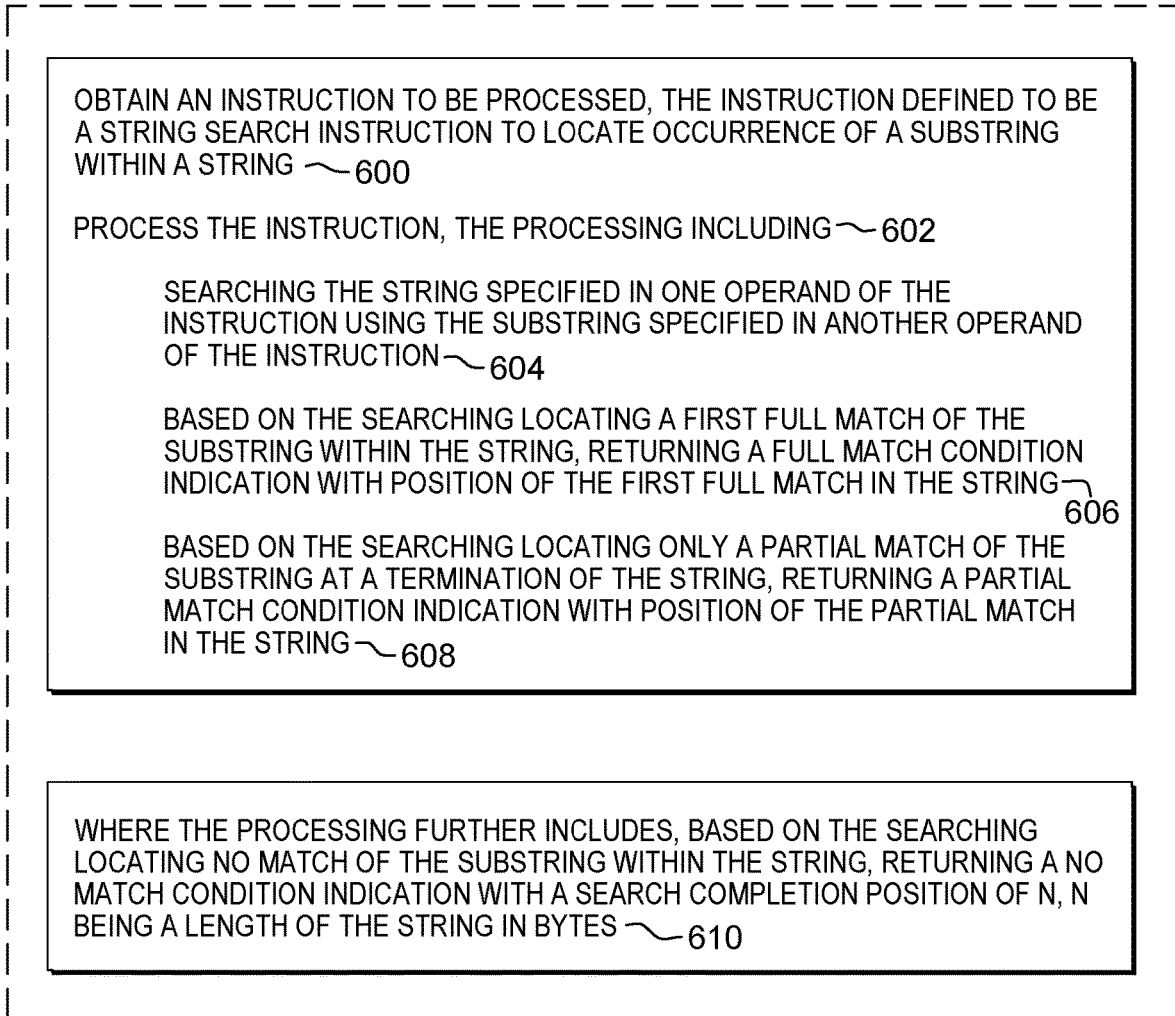 OBTAIN AN INSTRUCTION TO BE PROCESSED, THE INSTRUCTION DEFINED TO BE
A STRING SEARCH INSTRUCTION TO LOCATE OCCURRENCE OF A SUBSTRING
WITHIN A STRING 600
PROCESS THE INSTRUCTION, THE PROCESSING INCLUDING 602
SEARCHING THE STRING SPECIFIED IN ONE OPERAND OF THE
INSTRUCTION USING THE SUBSTRING SPECIFIED IN ANOTHER OPERAND
OF THE INSTRUCTION 604
BASED ON THE SEARCHING LOCATING A FIRST FULL MATCH OF THE
SUBSTRING WITHIN THE STRING, RETURNING A FULL MATCH CONDITION
INDICATION WITH POSITION OF THE FIRST FULL MATCH IN THE STRING
606
BASED ON THE SEARCHING LOCATING ONLY A PARTIAL MATCH OF THE
SUBSTRING AT A TERMINATION OF THE STRING, RETURNING A PARTIAL
MATCH CONDITION INDICATION WITH POSITION OF THE PARTIAL MATCH
IN THE STRING 608
WHERE THE PROCESSING FURTHER INCLUDES, BASED ON THE SEARCHING
LOCATING NO MATCH OF THE SUBSTRING WITHIN THE STRING, RETURNING A NO
MATCH CONDITION INDICATION WITH A SEARCH COMPLETION POSITION OF N, N
BEING A LENGTH OF THE STRING IN BYTES 610